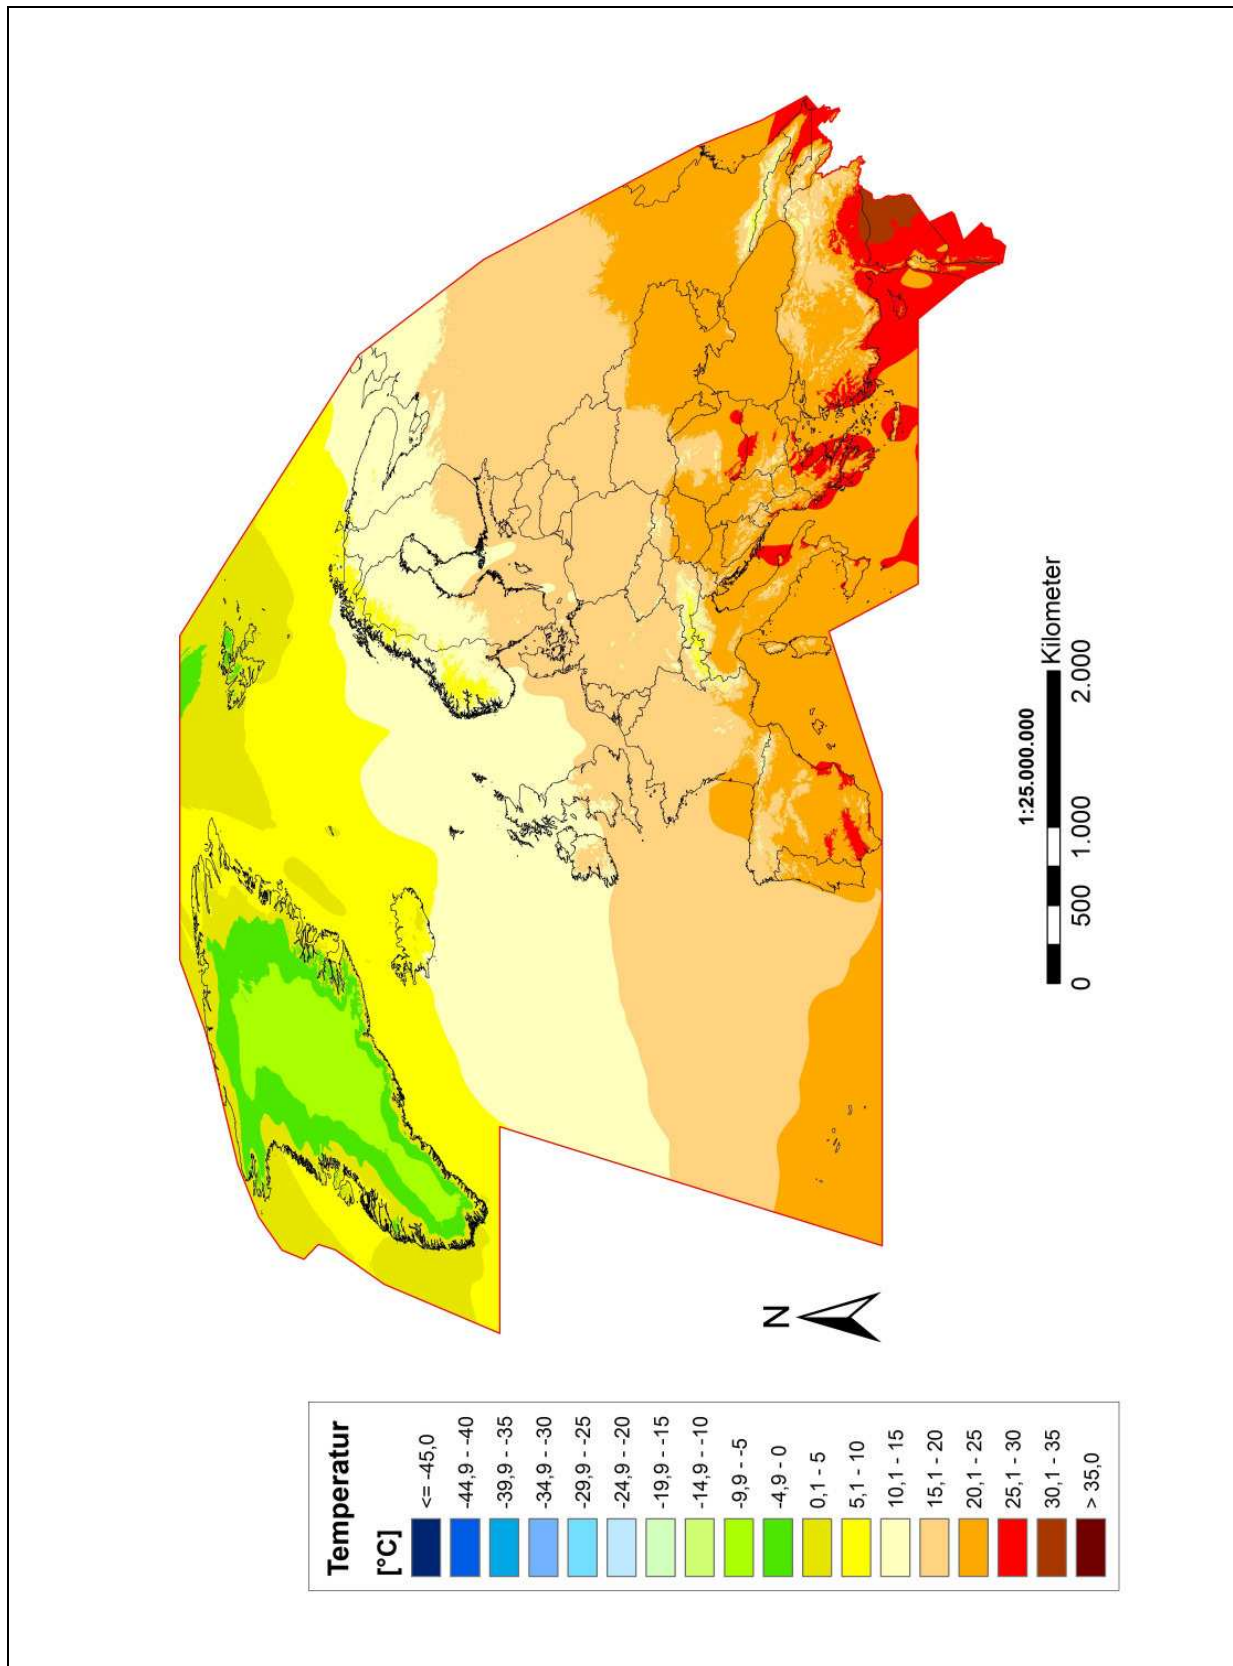 Temperatur
[°C]
<= -45,0
-44,9 - -40
-39,9 - -35
-34,9 - -30
-29,9 - -25
-24,9 - -20
-19,9 - -15
-14,9 - -10
-9,9 - -5
-4,9 - 0
0,1 - 5
5,1 - 10
10,1 - 15
15,1 - 20
20,1 - 25
25,1 - 30
30,1 - 35
> 35,0
N
1:25.000.000
0 500 1.000 2.000
Kilometer